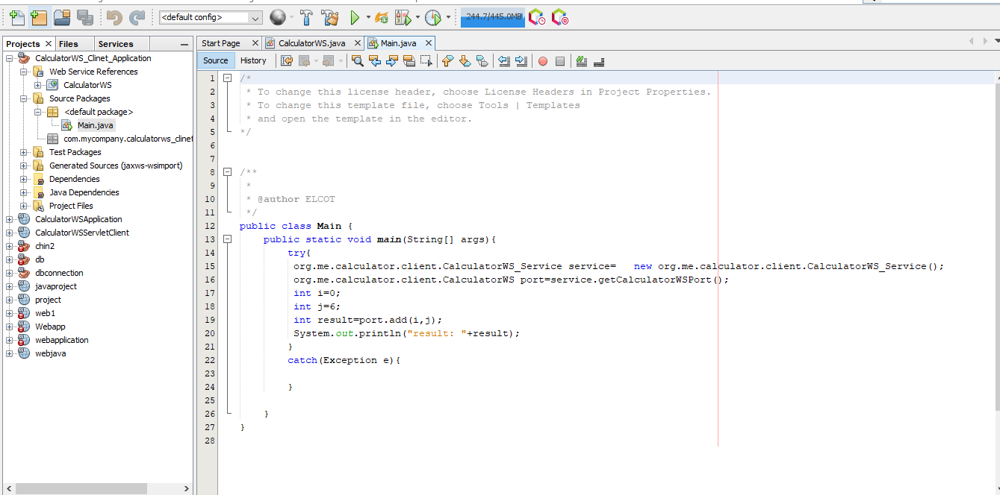 <default config>
244.7/445.0MB
Projects
Files
Services
CalculatorWS_Clinet_Application
Web Service References
CalculatorWS
Source Packages
<default package>
Main.java
com.mycompany.calculatorws_clinet
Test Packages
Generated Sources (jaxws-wsimport)
Dependencies
Java Dependencies
Project Files
CalculatorWSApplication
CalculatorWSServletClient
chin2
db
dbconnection
javaproject
project
web1
Webapp
webapplication
webjava
Start Page
CalculatorWS.java
Main.java
Source
History
1 /*
2 * To change this license header, choose License Headers in Project Properties.
3 * To change this template file, choose Tools | Templates
4 * and open the template in the editor.
5 */
6
7
8 /**
9 *
10 * @author ELCOT
11 */
12 public class Main {
13 public static void main(String[] args){
14 try{
15 org.me.calculator.client.CalculatorWS_Service service= new org.me.calculator.client.CalculatorWS_Service();
16 org.me.calculator.client.CalculatorWS port=service.getCalculatorWSPort();
17 int i=0;
18 int j=6;
19 int result=port.add(i,j);
20 System.out.println("result: "+result);
21 }
22 catch(Exception e){
23
24 }
25
26 }
27 }
28